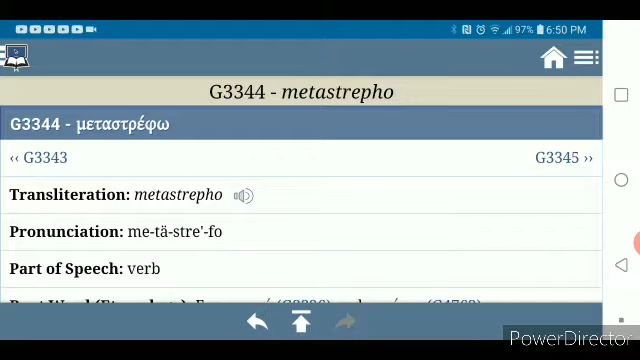 97% 6:50 PM
G3344 - metastrepho
G3344 - μεταστρέφω
‹‹ G3343 G3345 ››
Transliteration: metastrepho
Pronunciation: me-tä-stre'-fo
Part of Speech: verb
PowerDirector